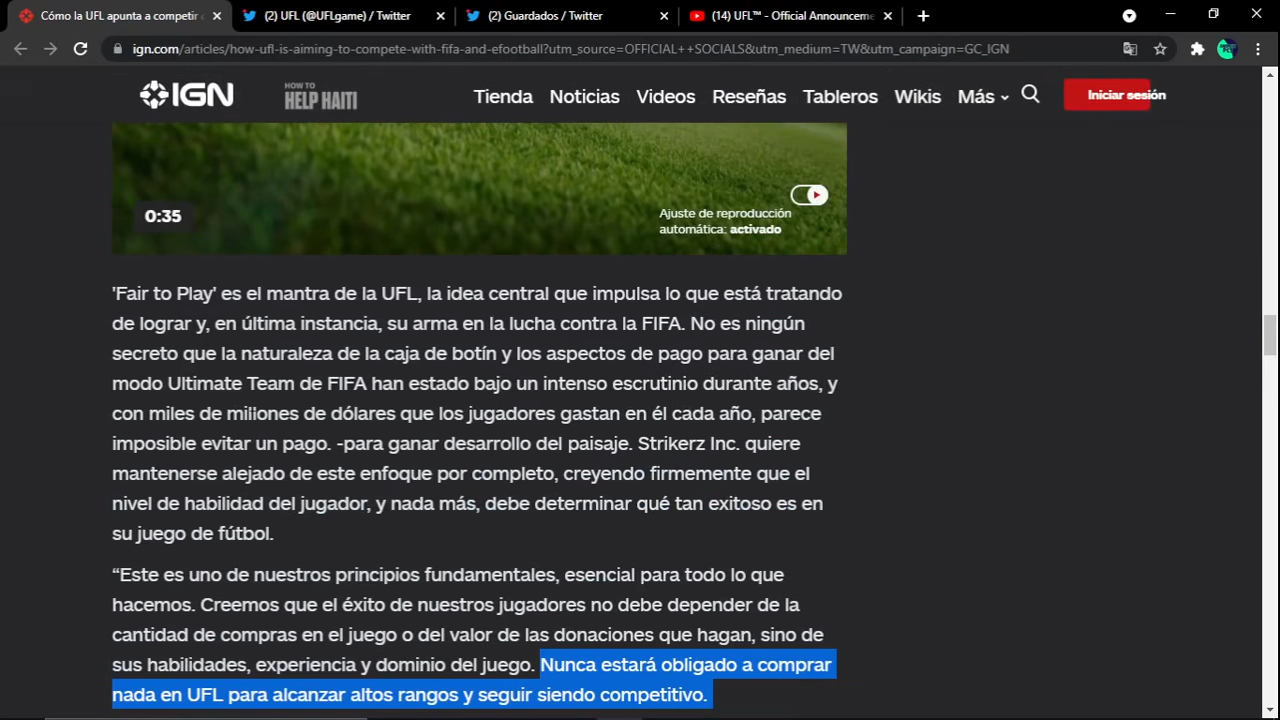 Cómo la UFL apunta a competir c
(2) UFL (@UFLgame) / Twitter
(2) Guardados / Twitter
(14) UFL™ - Official Announceme
ign.com/articles/how-ufl-is-aiming-to-compete-with-fifa-and-efootball?utm_source=OFFICIAL++SOCIALS&utm_medium=TW&utm_campaign=GC_IGN
IGN
HOW TO
HELP HAITI
Tienda Noticias Videos Reseñas Tableros Wikis Más
Iniciar sesión
0:35
Ajuste de reproducción
automática: activado
'Fair to Play' es el mantra de la UFL, la idea central que impulsa lo que está tratando
de lograr y, en última instancia, su arma en la lucha contra la FIFA. No es ningún
secreto que la naturaleza de la caja de botín y los aspectos de pago para ganar del
modo Ultimate Team de FIFA han estado bajo un intenso escrutinio durante años, y
con miles de millones de dólares que los jugadores gastan en él cada año, parece
imposible evitar un pago. -para ganar desarrollo del paisaje. Strikerz Inc. quiere
mantenerse alejado de este enfoque por completo, creyendo firmemente que el
nivel de habilidad del jugador, y nada más, debe determinar qué tan exitoso es en
su juego de fútbol.
“Este es uno de nuestros principios fundamentales, esencial para todo lo que
hacemos. Creemos que el éxito de nuestros jugadores no debe depender de la
cantidad de compras en el juego o del valor de las donaciones que hagan, sino de
sus habilidades, experiencia y dominio del juego. Nunca estará obligado a comprar
nada en UFL para alcanzar altos rangos y seguir siendo competitivo.